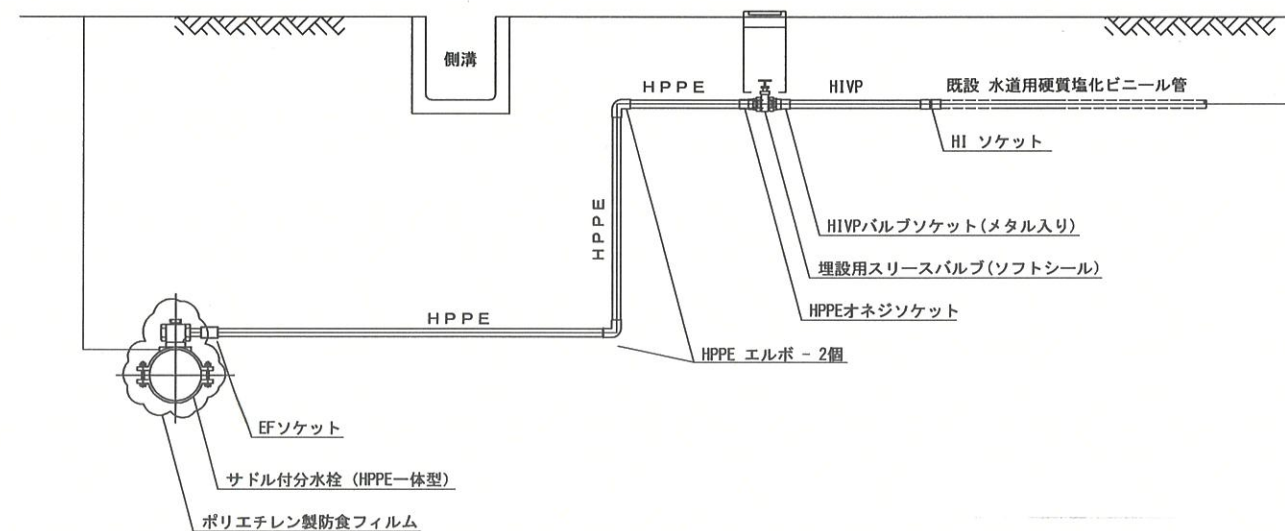 側溝
HPPE
HIVP
既設 水道用硬質塩化ビニール管
HI ソケット
HPPE
HIVPバルブソケット(メタル入り)
埋設用スリースバルブ(ソフトシール)
HPPEオネジソケット
HPPE
HPPE エルボ - 2個
EFソケット
サドル付分水栓 (HPPE一体型)
ポリエチレン製防食フィルム